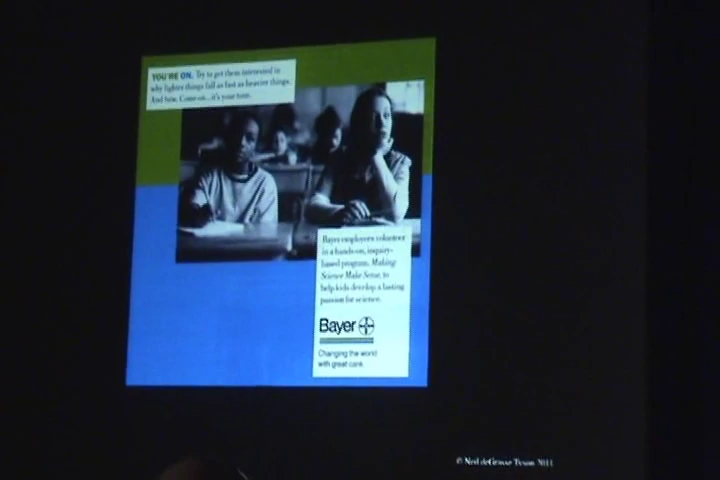 YOU'RE ON. Try to get them interested in
why lighter things fall as fast as heavier things.
And how. Come on...it's your turn.
Bayer employees volunteer
in a hands-on, inquiry-
based program, Making
Science Make Sense, to
help kids develop a lasting
passion for science.
Bayer
Changing the world
with great care.
© Neil deGrasse Tyson 2011